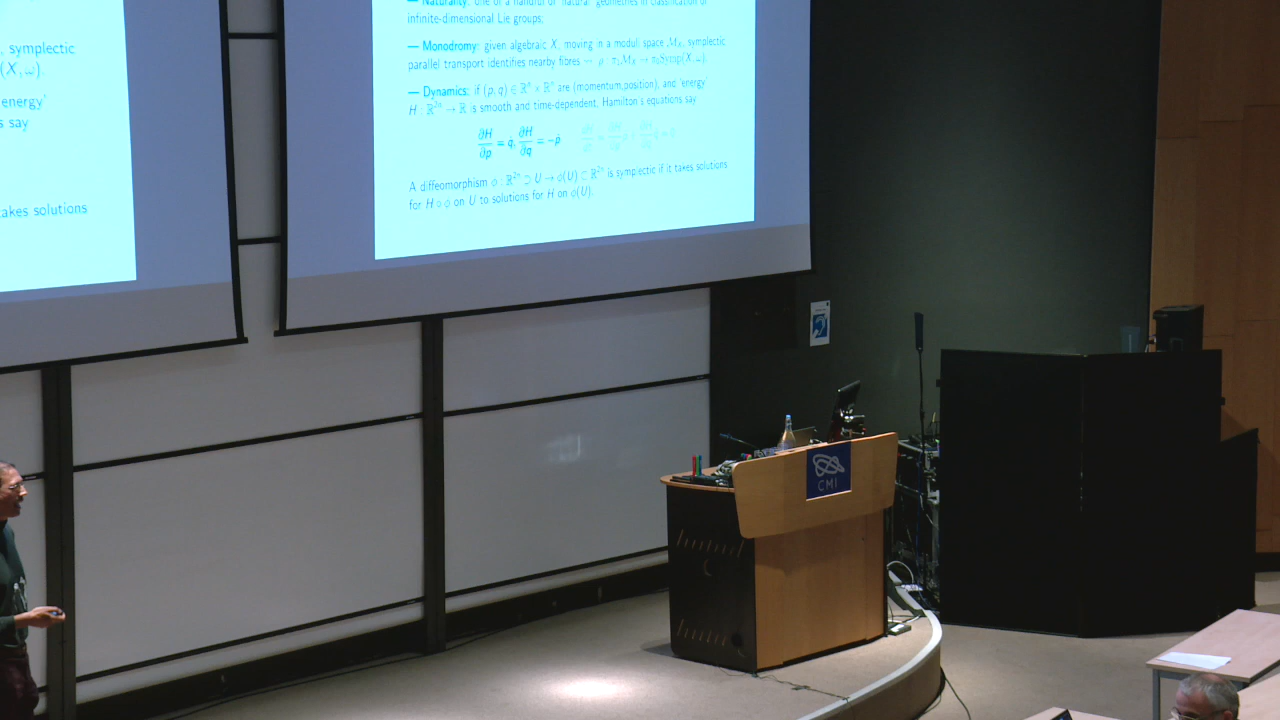 , symplectic
(X, ω).
energy'
s say
akes solutions
— Naturality: one of a handful of 'natural' geometries in classification of
infinite-dimensional Lie groups;
— Monodromy: given algebraic X, moving in a moduli space M_X, symplectic
parallel transport identifies nearby fibres ⇝ ρ : π₁M_X → π₀Symp(X, ω).
— Dynamics: if (p, q) ∈ ℝⁿ × ℝⁿ are (momentum,position), and 'energy'
H : ℝ²ⁿ → ℝ is smooth and time-dependent, Hamilton's equations say
∂H/∂p = q̇, ∂H/∂q = −ṗ
A diffeomorphism φ : ℝ²ⁿ ⊃ U → φ(U) ⊂ ℝ²ⁿ is symplectic if it takes solutions
for H ∘ φ on U to solutions for H on φ(U).
CMI